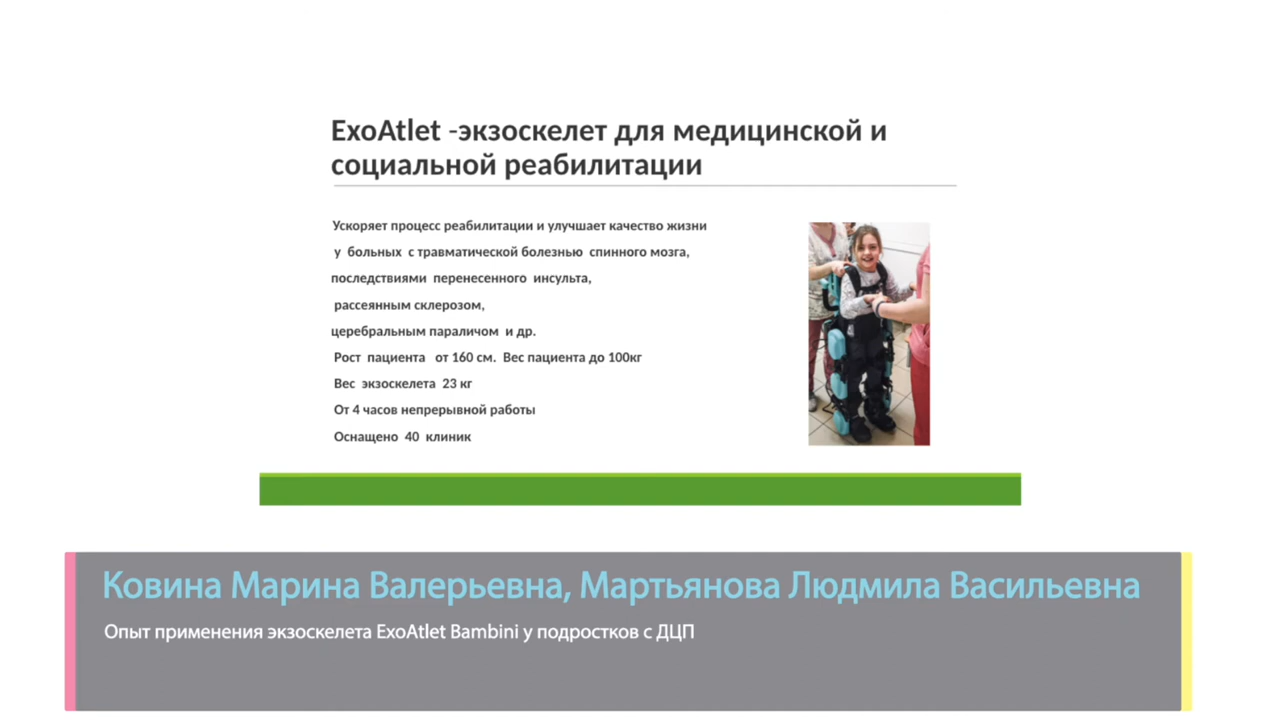 ExoAtlet -экзоскелет для медицинской и
социальной реабилитации
Ускоряет процесс реабилитации и улучшает качество жизни
у больных с травматической болезнью спинного мозга,
последствиями перенесенного инсульта,
рассеянным склерозом,
церебральным параличом и др.
Рост пациента от 160 см. Вес пациента до 100кг
Вес экзоскелета 23 кг
От 4 часов непрерывной работы
Оснащено 40 клиник
Ковина Марина Валерьевна, Мартьянова Людмила Васильевна
Опыт применения экзоскелета ExoAtlet Bambini у подростков с ДЦП